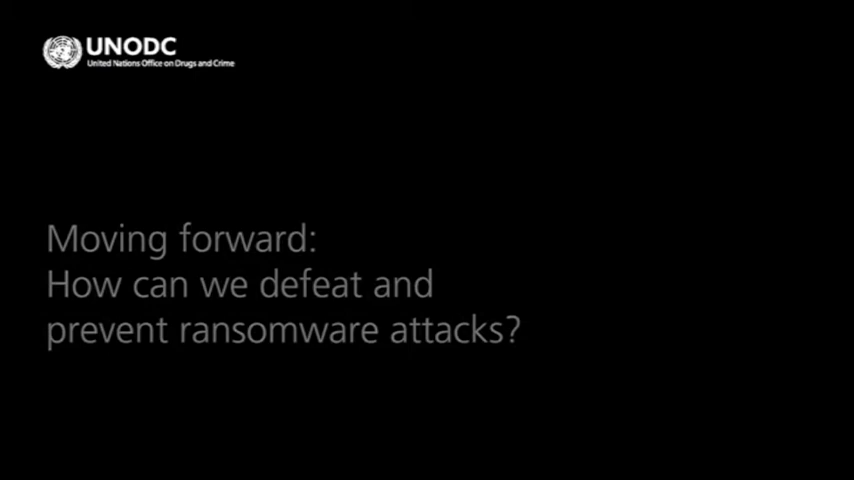 UNODC
United Nations Office on Drugs and Crime
Moving forward:
How can we defeat and
prevent ransomware attacks?